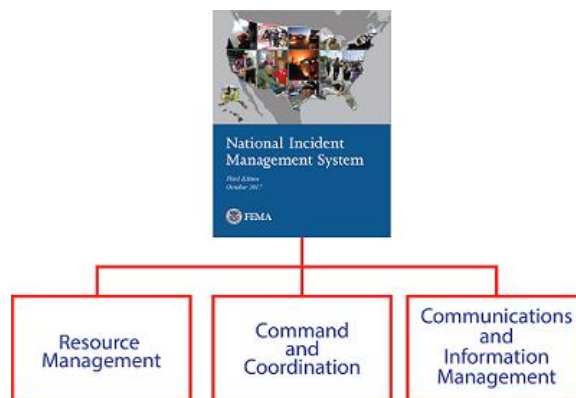 National Incident
Management System
Third Edition
October 2017
FEMA
Resource
Management
Command
and
Coordination
Communications
and
Information
Management